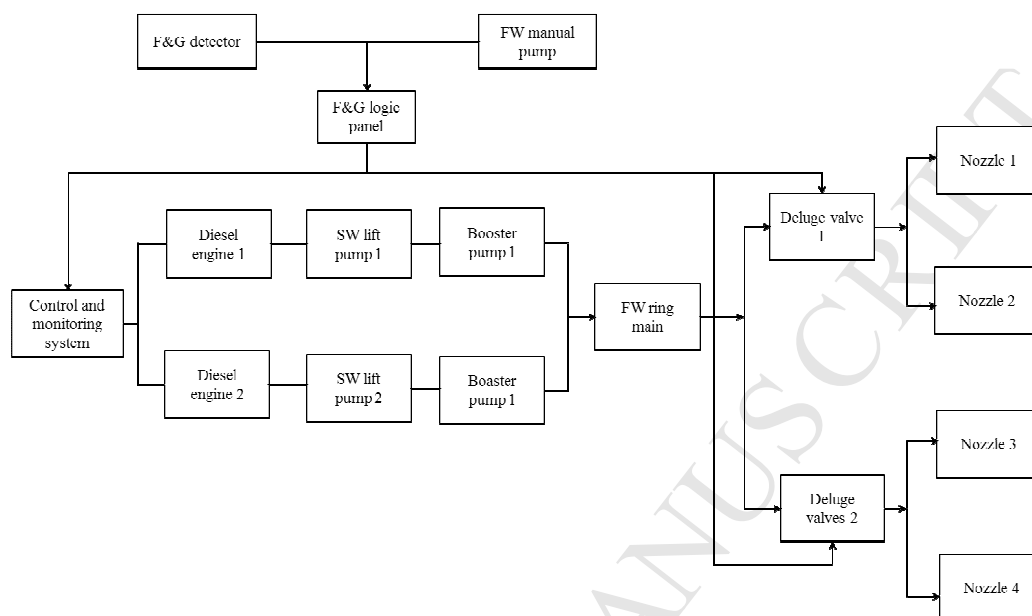 F&G detector
FW manual
pump
F&G logic
panel
Nozzle 1
Deluge valve
1
Diesel
engine 1
SW lift
pump 1
Booster
pump 1
Nozzle 2
Control and
monitoring
system
FW ring
main
Diesel
engine 2
SW lift
pump 2
Boaster
pump 1
Nozzle 3
Deluge
valves 2
Nozzle 4
ANUSCRIPT